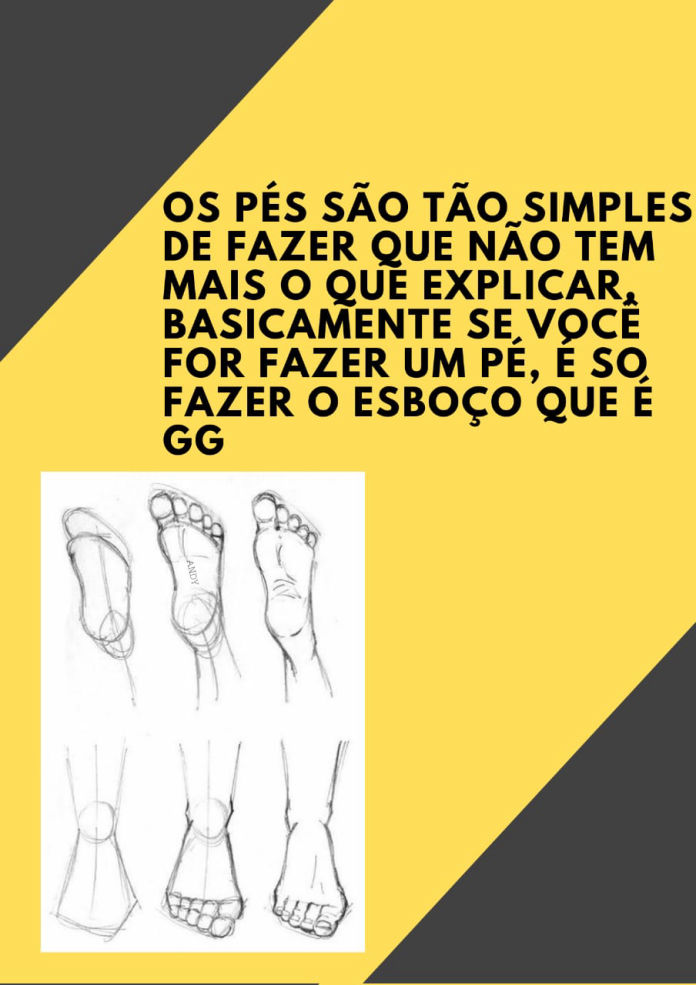 OS PÉS SÃO TÃO SIMPLES
DE FAZER QUE NÃO TEM
MAIS O QUE EXPLICAR,
BASICAMENTE SE VOCÊ
FOR FAZER UM PÉ, É SO
FAZER O ESBOÇO QUE É
GG
ANDY